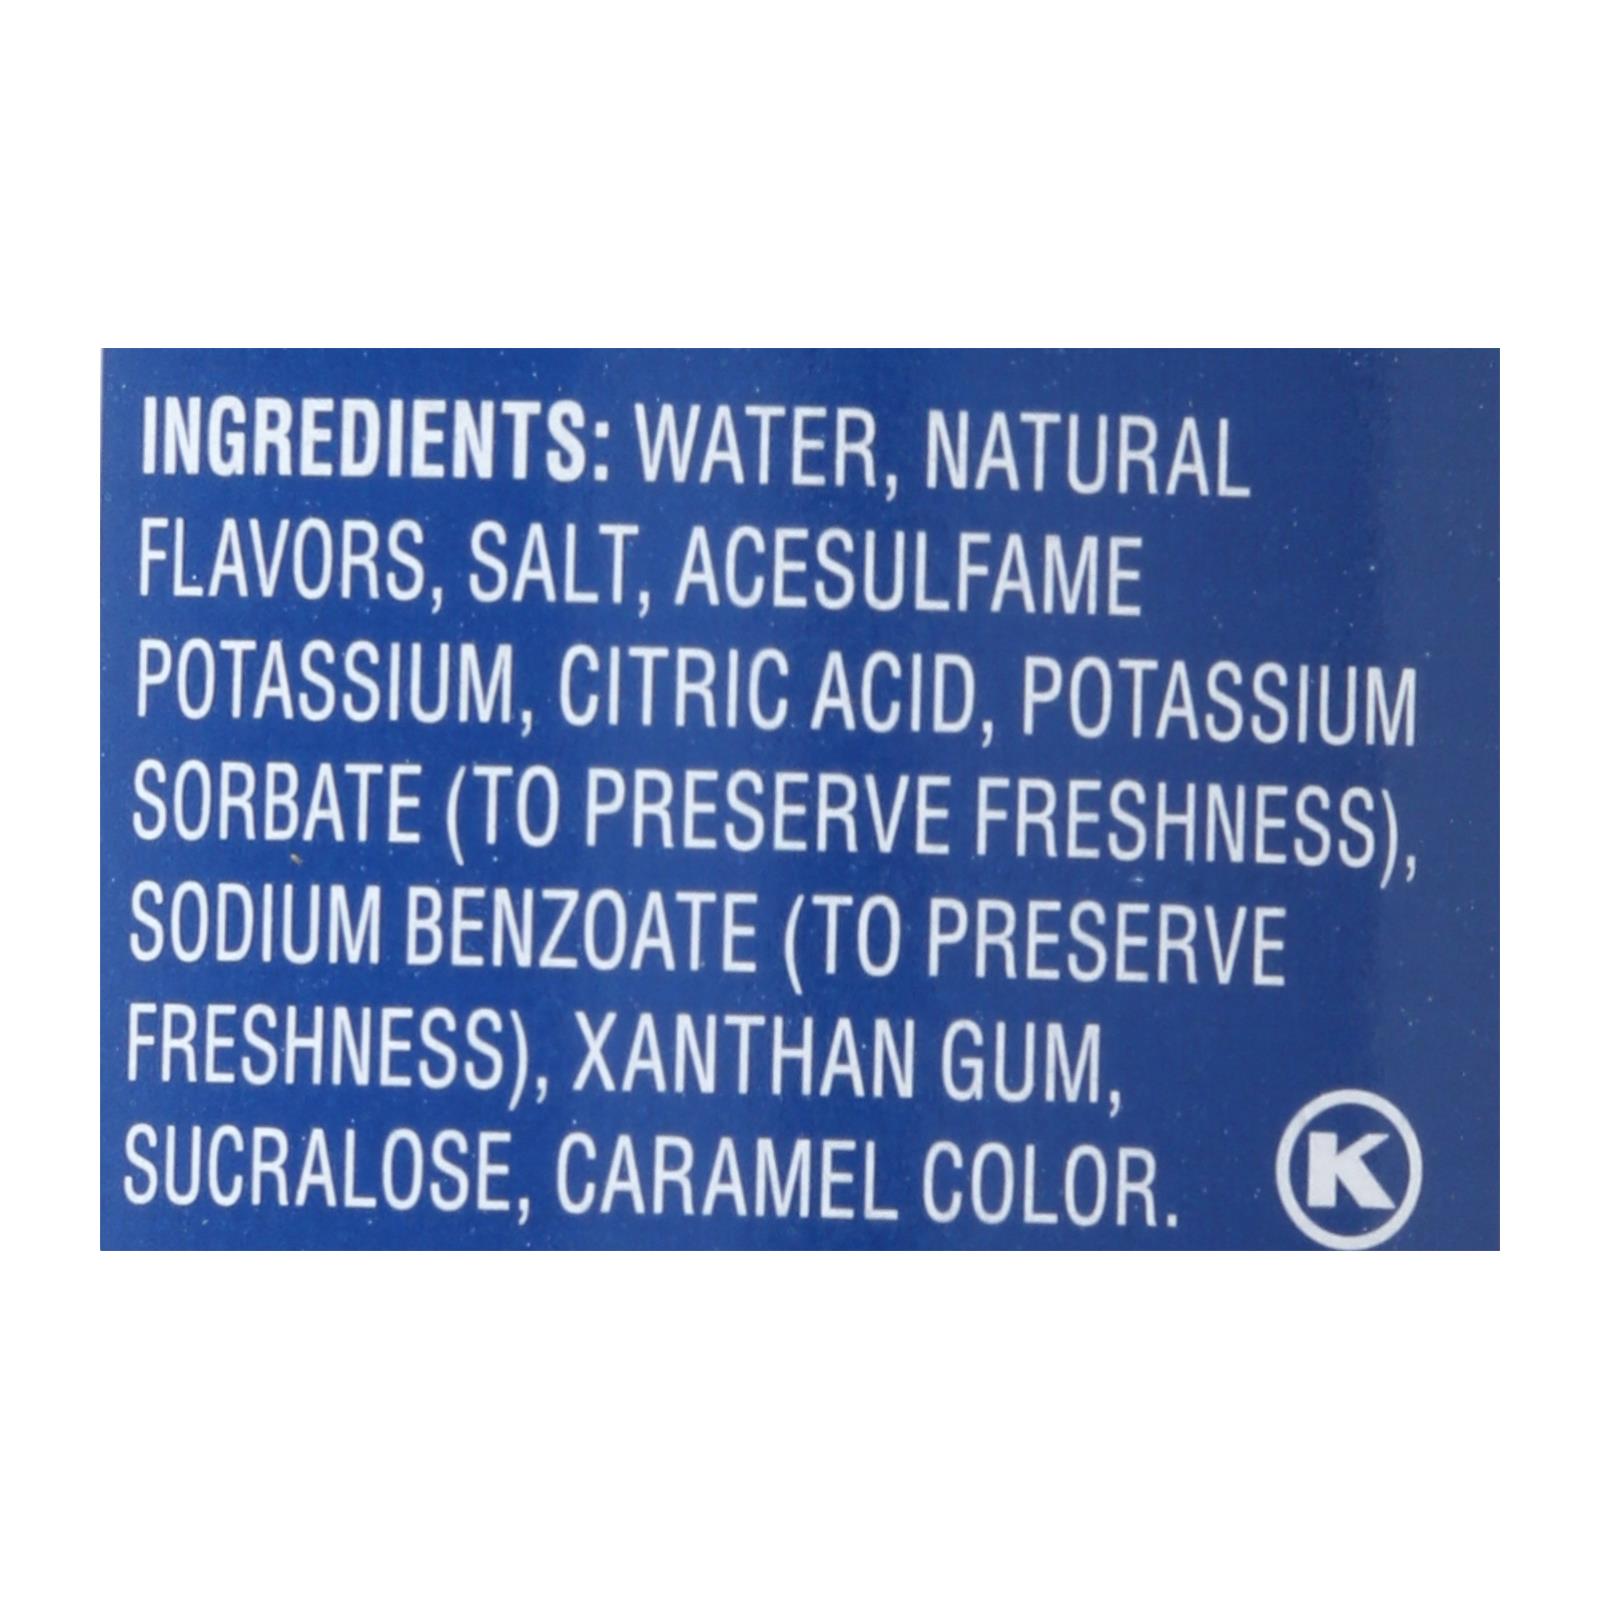 INGREDIENTS: WATER, NATURAL
FLAVORS, SALT, ACESULFAME
POTASSIUM, CITRIC ACID, POTASSIUM
SORBATE (TO PRESERVE FRESHNESS),
SODIUM BENZOATE (TO PRESERVE
FRESHNESS), XANTHAN GUM,
SUCRALOSE, CARAMEL COLOR.
K